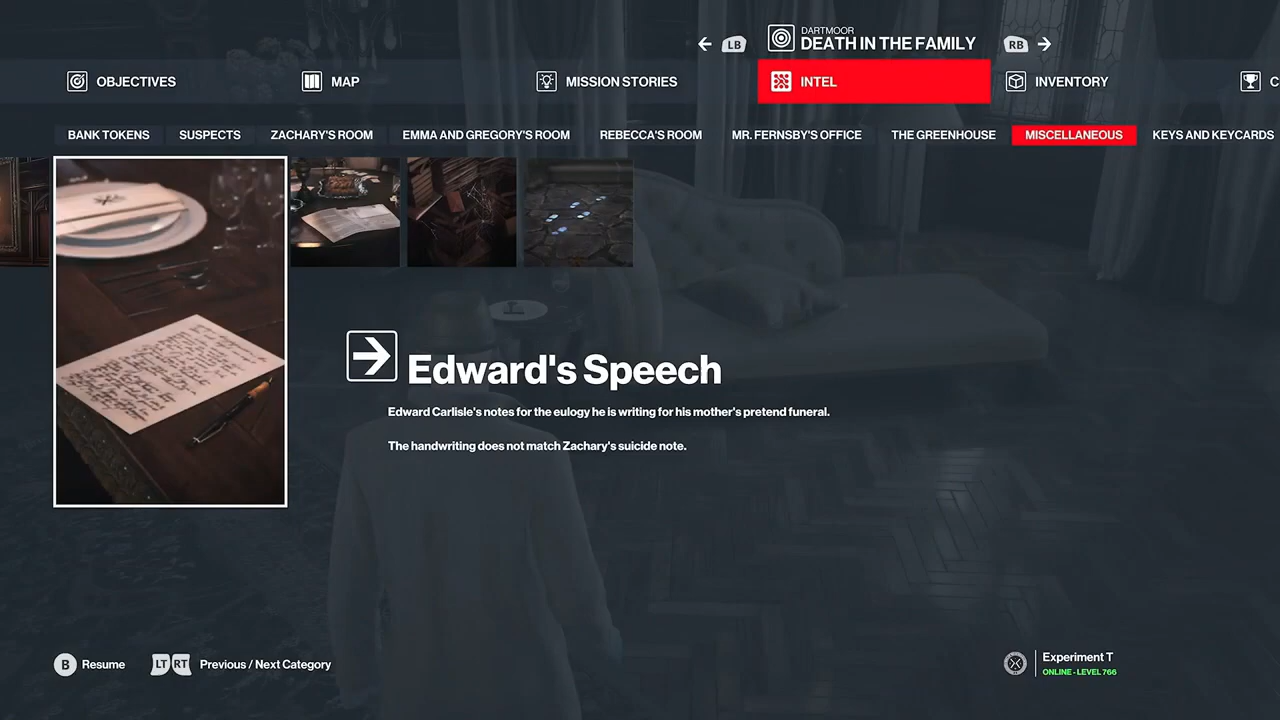 DARTMOOR
LB DEATH IN THE FAMILY RB
OBJECTIVES MAP MISSION STORIES INTEL INVENTORY C
BANK TOKENS SUSPECTS ZACHARY'S ROOM EMMA AND GREGORY'S ROOM REBECCA'S ROOM MR. FERNSBY'S OFFICE THE GREENHOUSE MISCELLANEOUS KEYS AND KEYCARDS
Edward's Speech
Edward Carlisle's notes for the eulogy he is writing for his mother's pretend funeral.
The handwriting does not match Zachary's suicide note.
B Resume LT RT Previous / Next Category
Experiment T
ONLINE - LEVEL 766